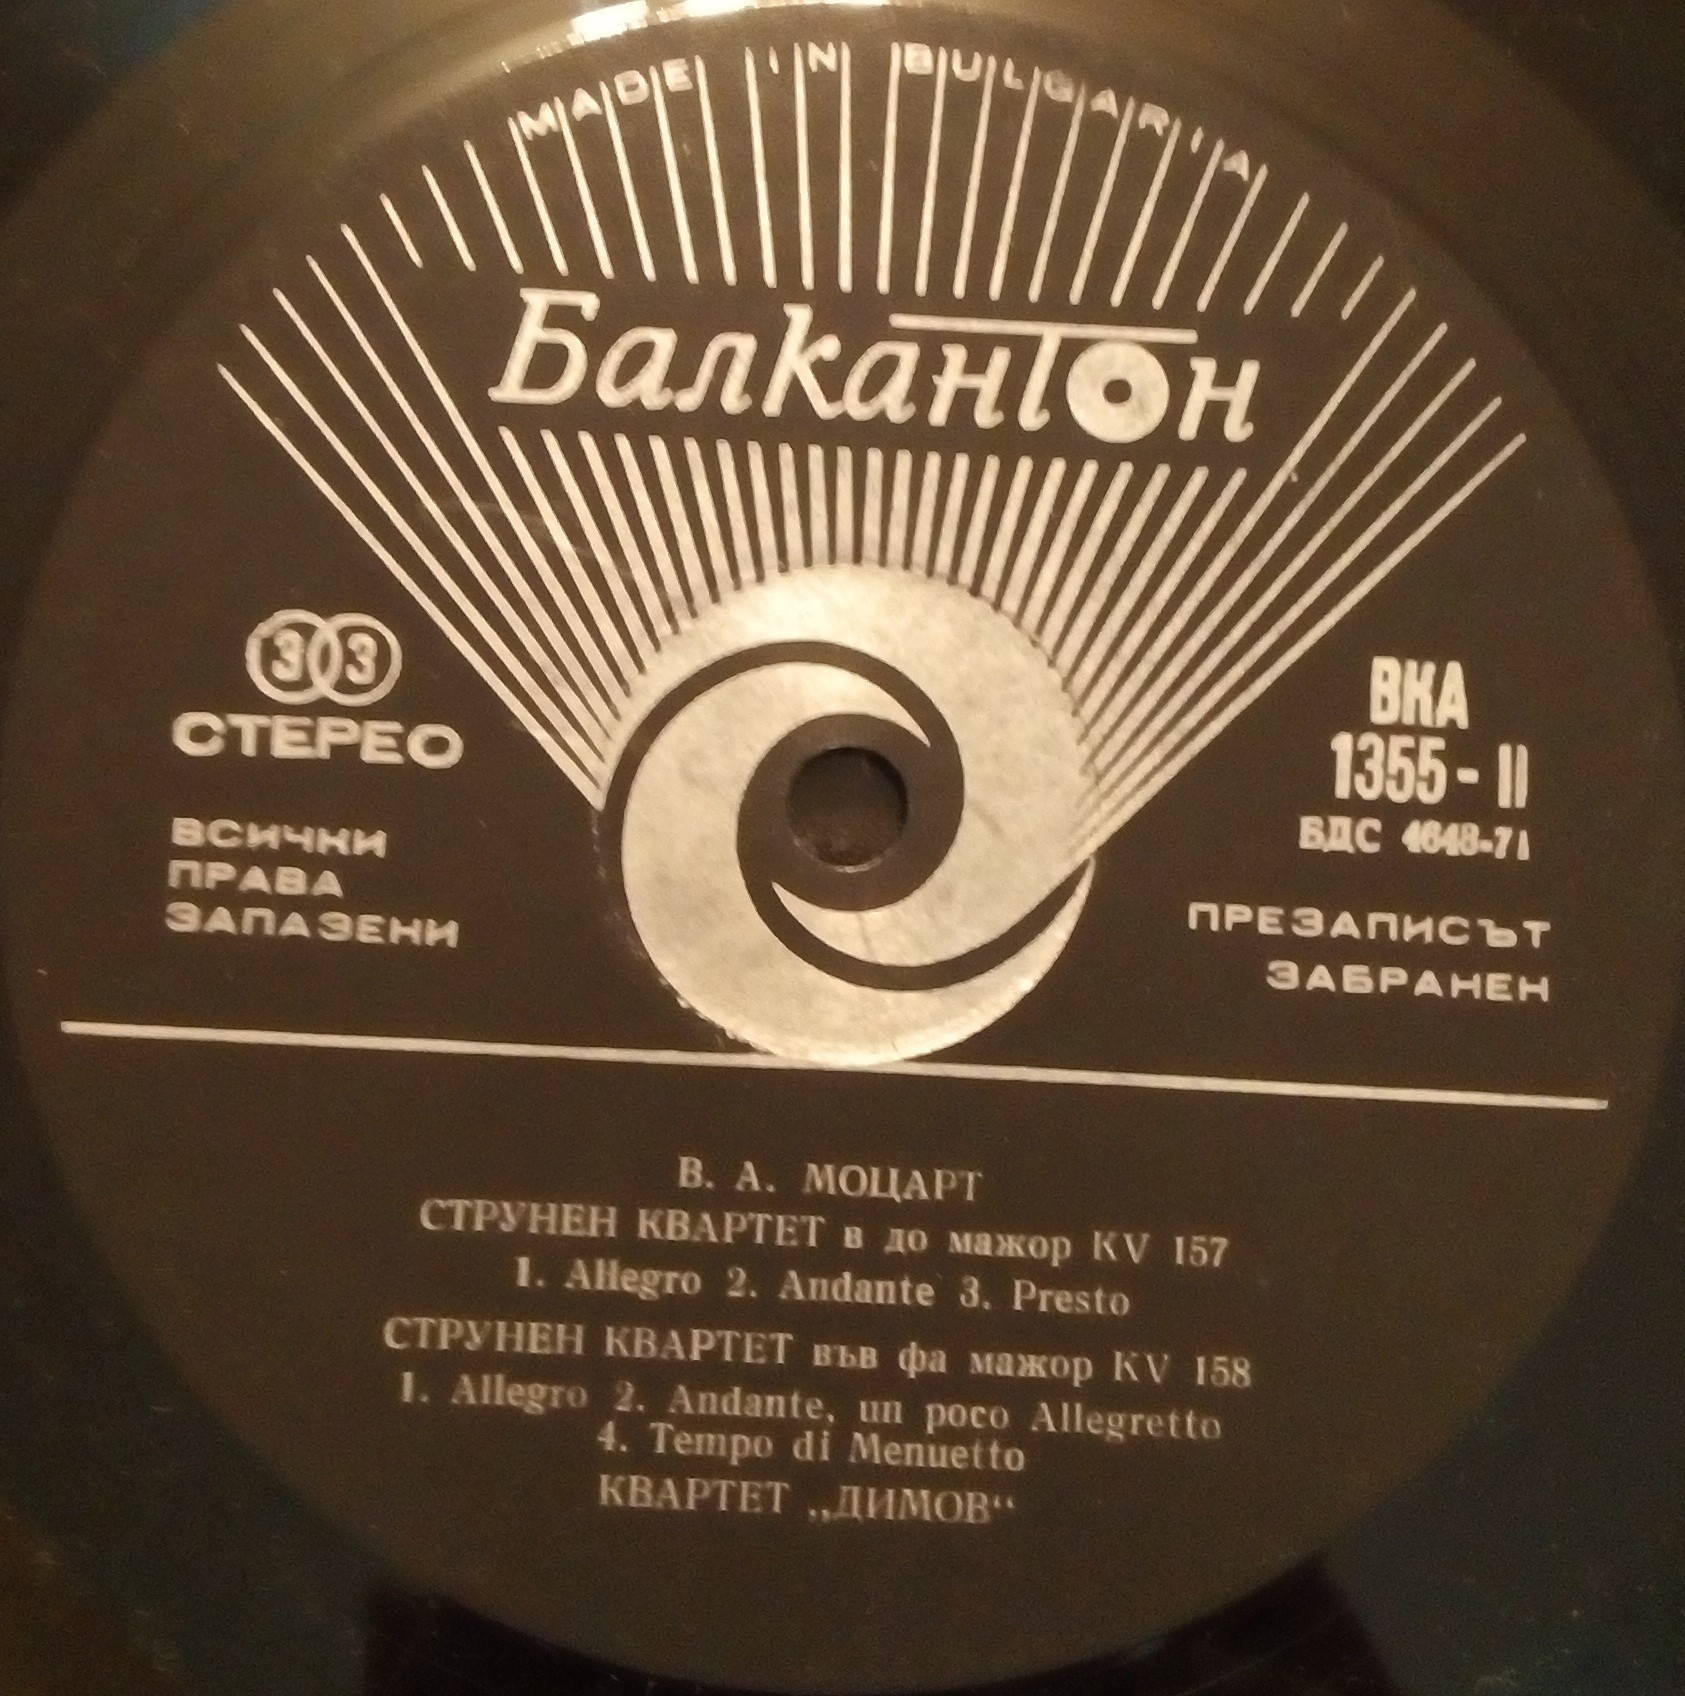 MADE IN BULGARIA
Балкантон
33
СТЕРЕО
ВСИЧКИ
ПРАВА
ЗАПАЗЕНИ
ВКА
1355-II
БДС 4648-71
ПРЕЗАПИСЪТ
ЗАБРАНЕН
В. А. МОЦАРТ
СТРУНЕН КВАРТЕТ в до мажор KV 157
1. Allegro 2. Andante 3. Presto
СТРУНЕН КВАРТЕТ във фа мажор KV 158
1. Allegro 2. Andante, un poco Allegretto
4. Tempo di Menuetto
КВАРТЕТ „ДИМОВ“